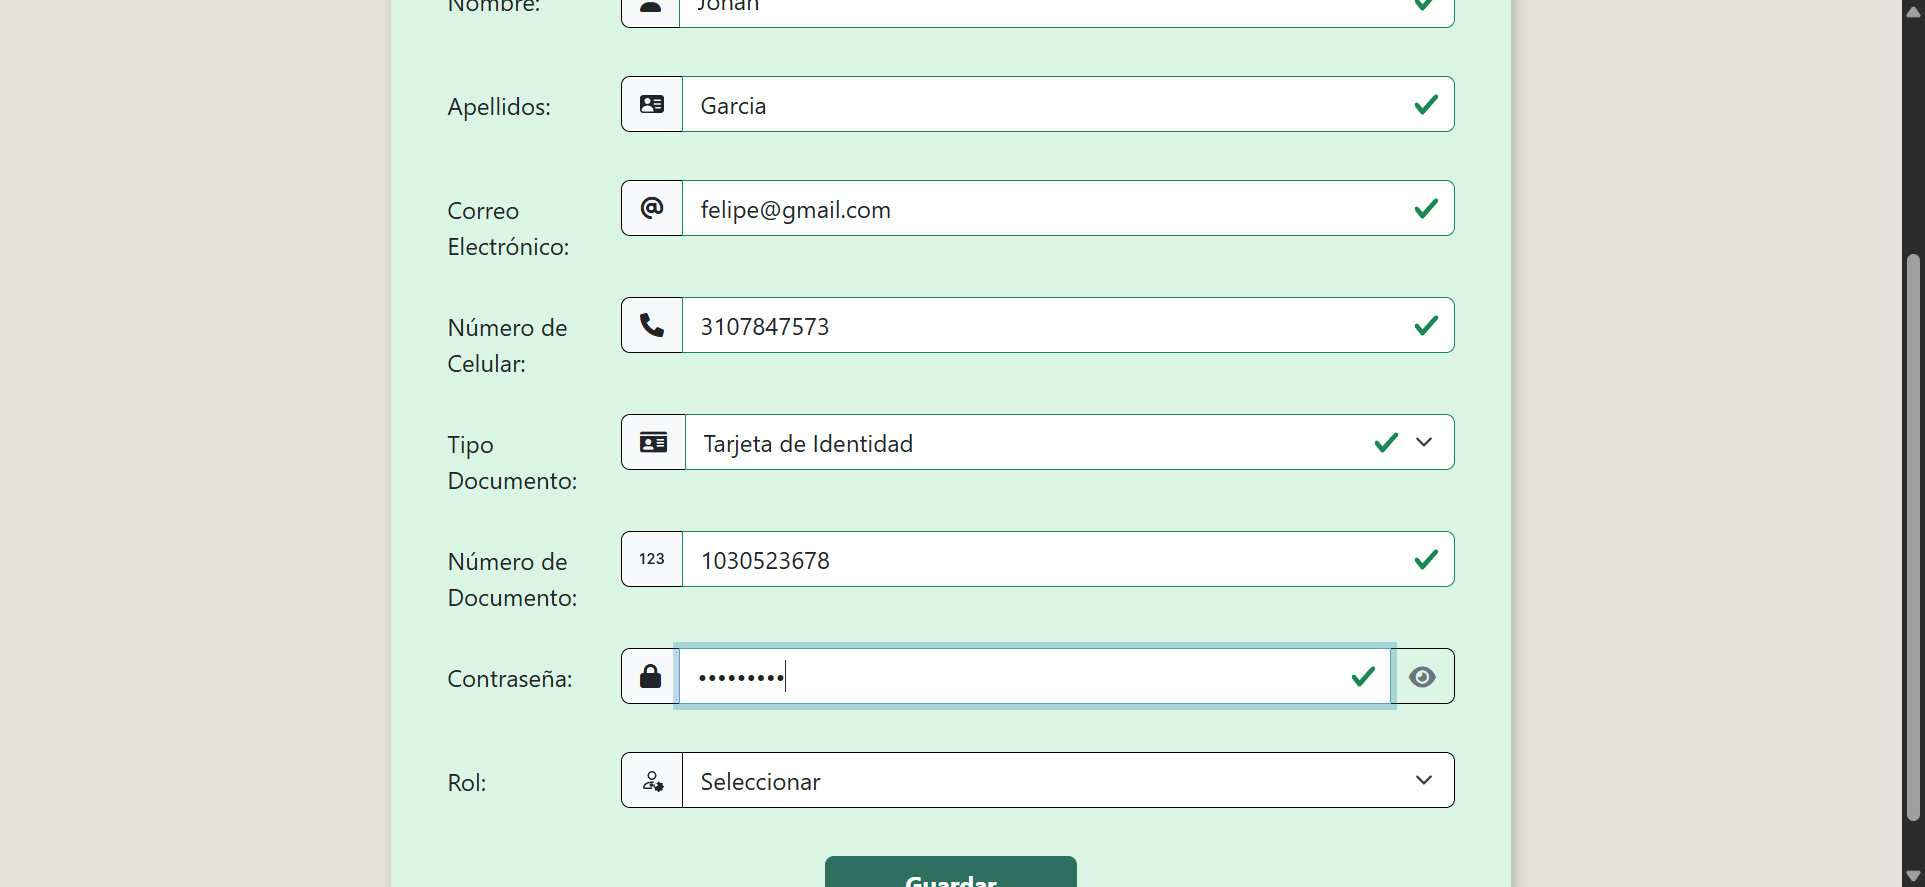 Nombre:
Johan
Apellidos:
Garcia
Correo
Electrónico:
felipe@gmail.com
Número de
Celular:
3107847573
Tipo
Documento:
Tarjeta de Identidad
Número de
Documento:
123
1030523678
Contraseña:
•••••••••
Rol:
Seleccionar
Guardar